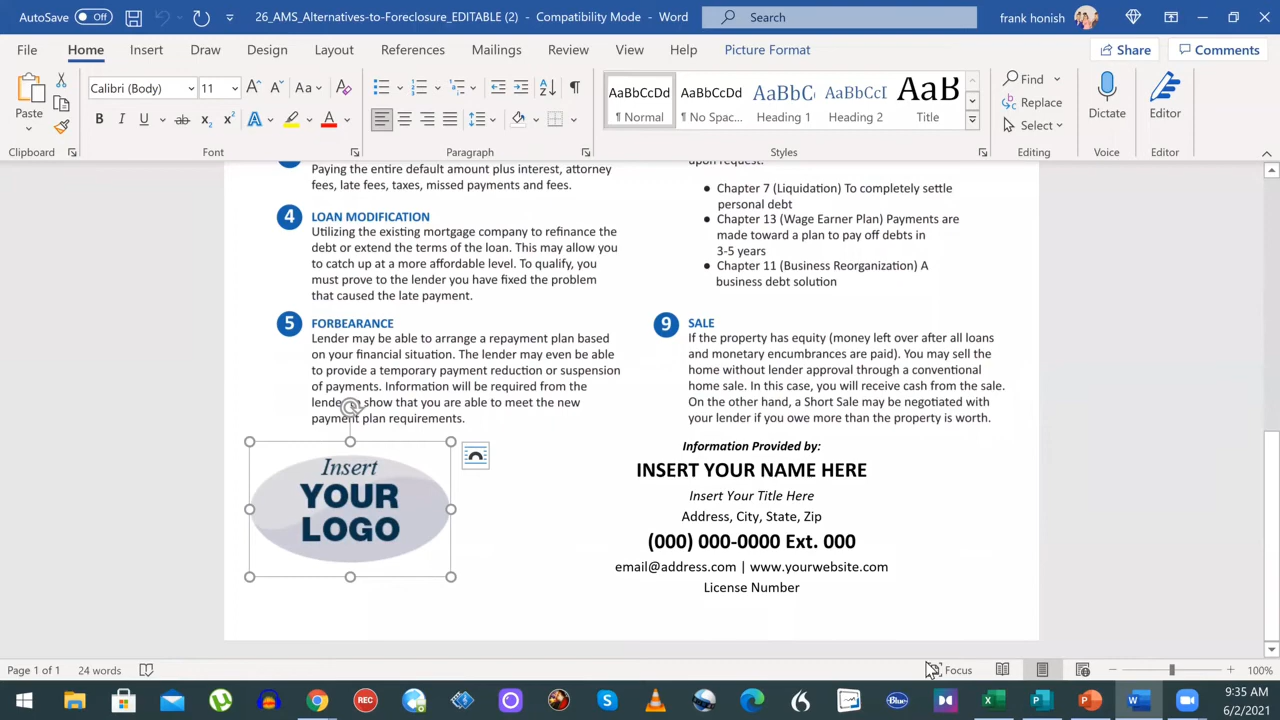 AutoSave Off
26_AMS_Alternatives-to-Foreclosure_EDITABLE (2) - Compatibility Mode - Word
Search
frank honish
File Home Insert Draw Design Layout References Mailings Review View Help Picture Format
Share Comments
Paste
Calibri (Body) 11
Clipboard
Font
Paragraph
AaBbCcDd AaBbCcDd AaBbC AaBbCcD AaB
¶ Normal ¶ No Spac... Heading 1 Heading 2 Title
Styles
Find
Replace
Select
Editing
Dictate
Voice
Editor
Editor
Paying the entire default amount plus interest, attorney
fees, late fees, taxes, missed payments and fees.
4 LOAN MODIFICATION
Utilizing the existing mortgage company to refinance the
debt or extend the terms of the loan. This may allow you
to catch up at a more affordable level. To qualify, you
must prove to the lender you have fixed the problem
that caused the late payment.
5 FORBEARANCE
Lender may be able to arrange a repayment plan based
on your financial situation. The lender may even be able
to provide a temporary payment reduction or suspension
of payments. Information will be required from the
lender show that you are able to meet the new
payment plan requirements.
upon request.
● Chapter 7 (Liquidation) To completely settle
personal debt
● Chapter 13 (Wage Earner Plan) Payments are
made toward a plan to pay off debts in
3-5 years
● Chapter 11 (Business Reorganization) A
business debt solution
9 SALE
If the property has equity (money left over after all loans
and monetary encumbrances are paid). You may sell the
home without lender approval through a conventional
home sale. In this case, you will receive cash from the sale.
On the other hand, a Short Sale may be negotiated with
your lender if you owe more than the property is worth.
Insert
YOUR
LOGO
Information Provided by:
INSERT YOUR NAME HERE
Insert Your Title Here
Address, City, State, Zip
(000) 000-0000 Ext. 000
email@address.com | www.yourwebsite.com
License Number
Page 1 of 1 24 words
Focus
100%
REC
Blue
9:35 AM
6/2/2021